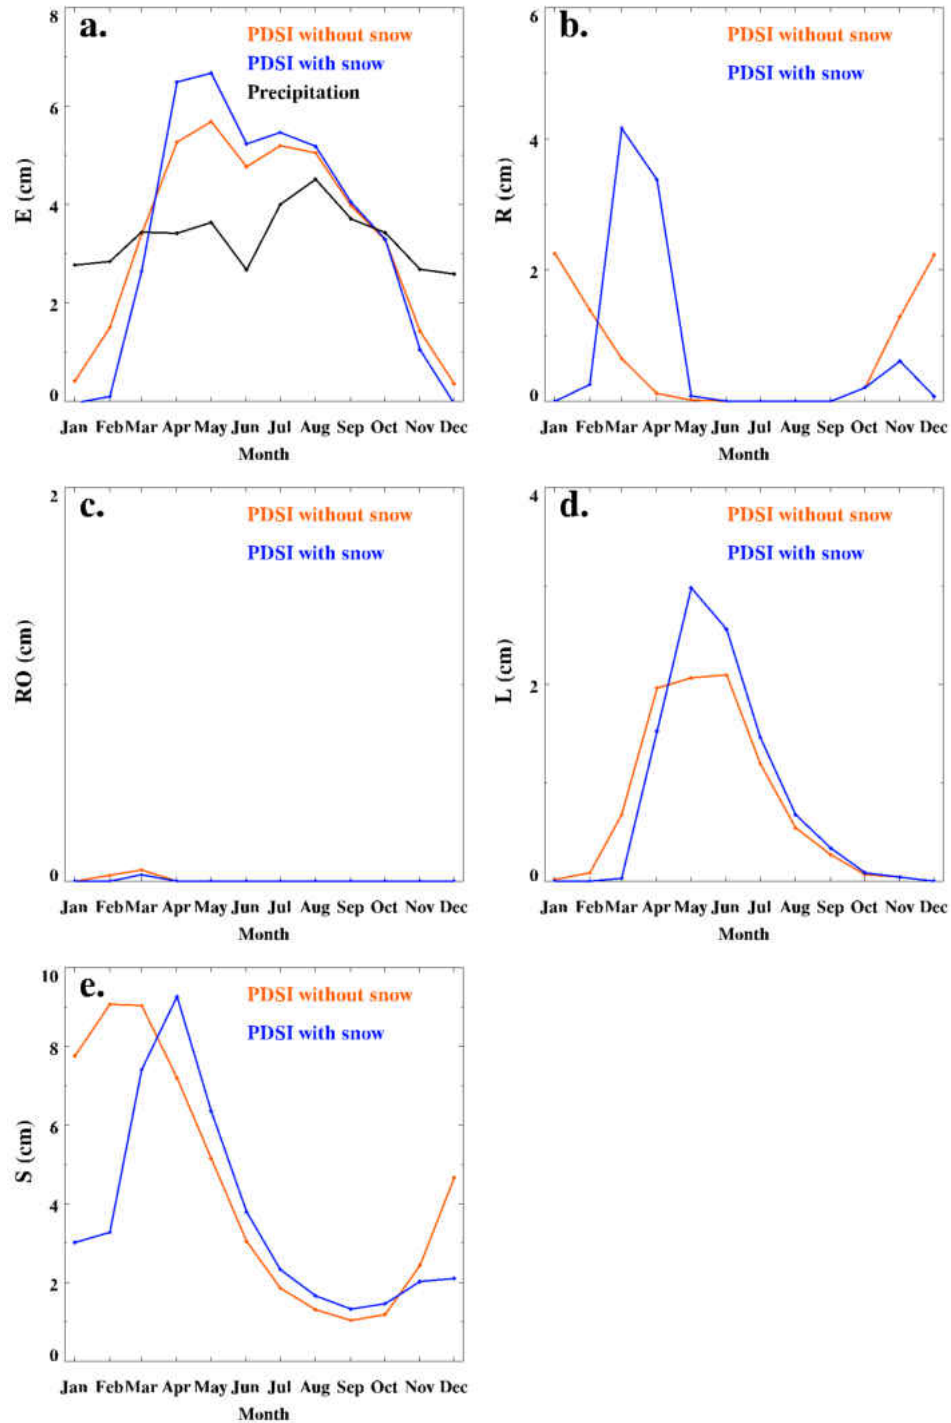 a.
PDSI without snow
PDSI with snow
Precipitation
8
6
4
2
0
E (cm)
Jan Feb Mar Apr May Jun Jul Aug Sep Oct Nov Dec
Month
b.
PDSI without snow
PDSI with snow
6
4
2
0
R (cm)
Jan Feb Mar Apr May Jun Jul Aug Sep Oct Nov Dec
Month
c.
PDSI without snow
PDSI with snow
2
0
RO (cm)
Jan Feb Mar Apr May Jun Jul Aug Sep Oct Nov Dec
Month
d.
PDSI without snow
PDSI with snow
4
2
0
L (cm)
Jan Feb Mar Apr May Jun Jul Aug Sep Oct Nov Dec
Month
e.
PDSI without snow
PDSI with snow
10
8
6
4
2
0
S (cm)
Jan Feb Mar Apr May Jun Jul Aug Sep Oct Nov Dec
Month